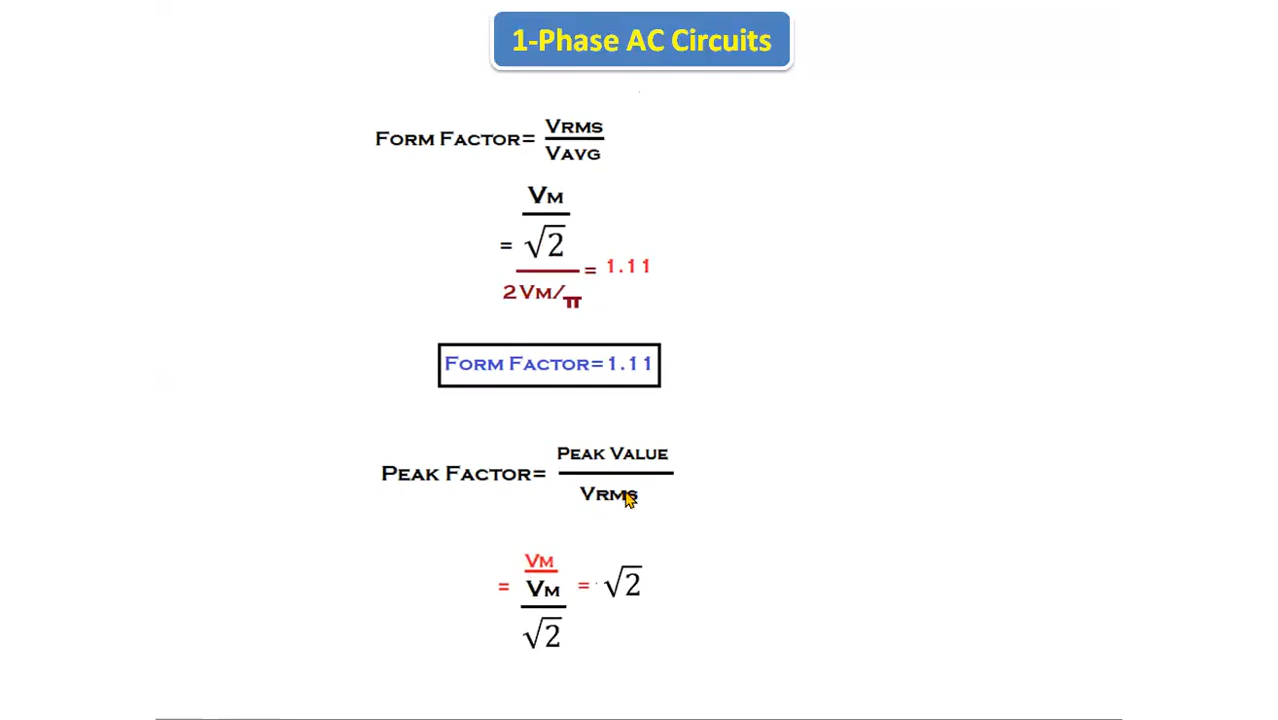 1-Phase AC Circuits
FORM FACTOR= VRMS
VAVG
VM
= √2
= 1.11
2VM/π
FORM FACTOR=1.11
PEAK VALUE
PEAK FACTOR=
VRMS
VM
= VM = √2
√2